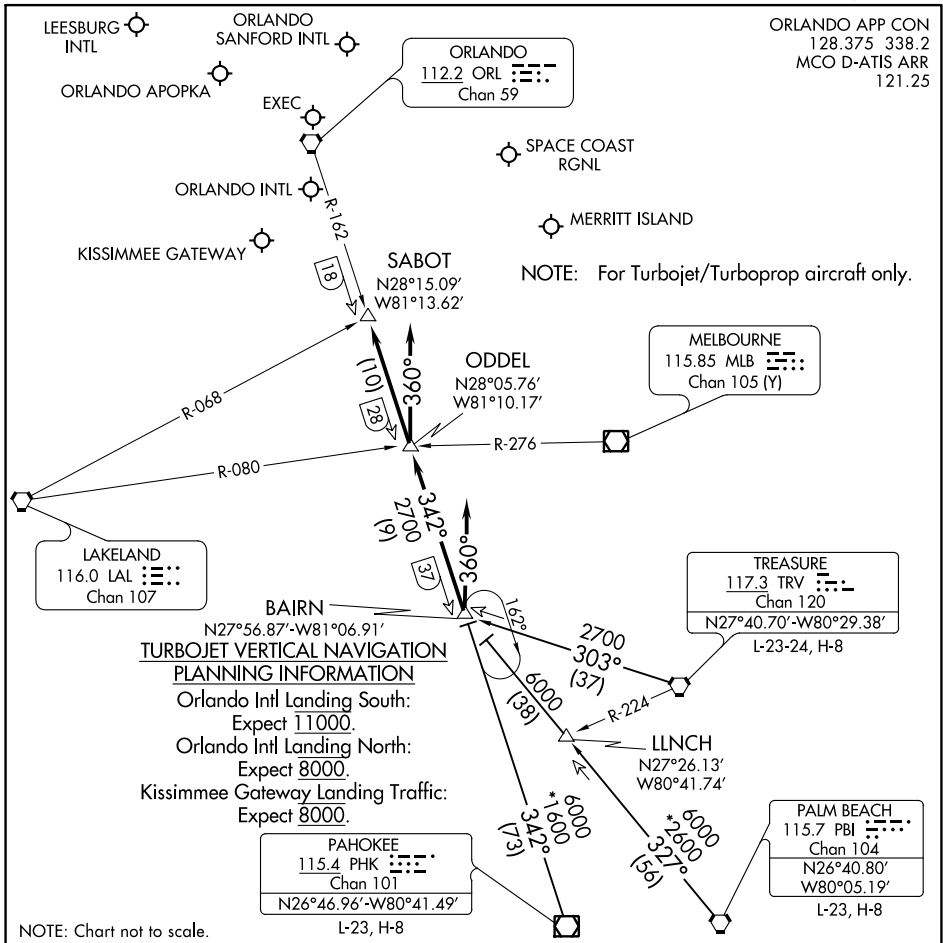 LEESBURG
INTL
ORLANDO
SANFORD INTL
ORLANDO APOPKA
ORLANDO
112.2 ORL
Chan 59
ORLANDO APP CON
128.375 338.2
MCO D-ATIS ARR
121.25
EXEC
SPACE COAST
RGNL
ORLANDO INTL
R-162
MERRITT ISLAND
KISSIMMEE GATEWAY
18
SABOT
N28°15.09'
W81°13.62'
NOTE: For Turbojet/Turboprop aircraft only.
(10)
360°
ODDEL
N28°05.76'
W81°10.17'
MELBOURNE
115.85 MLB
Chan 105 (Y)
R-068
28
R-276
R-080
342°
2700
(9)
LAKELAND
116.0 LAL
Chan 107
37
360°
162°
TREASURE
117.3 TRV
Chan 120
N27°40.70'-W80°29.38'
L-23-24, H-8
BAIRN
N27°56.87'-W81°06.91'
2700
303°
(37)
TURBOJET VERTICAL NAVIGATION
PLANNING INFORMATION
Orlando Intl Landing South:
Expect 11000.
Orlando Intl Landing North:
Expect 8000.
Kissimmee Gateway Landing Traffic:
Expect 8000.
6000
(38)
R-224
LLNCH
N27°26.13'
W80°41.74'
6000
*1600
342°
(73)
6000
*2600
327°
(56)
PALM BEACH
115.7 PBI
Chan 104
N26°40.80'
W80°05.19'
L-23, H-8
PAHOKEE
115.4 PHK
Chan 101
N26°46.96'-W80°41.49'
L-23, H-8
NOTE: Chart not to scale.